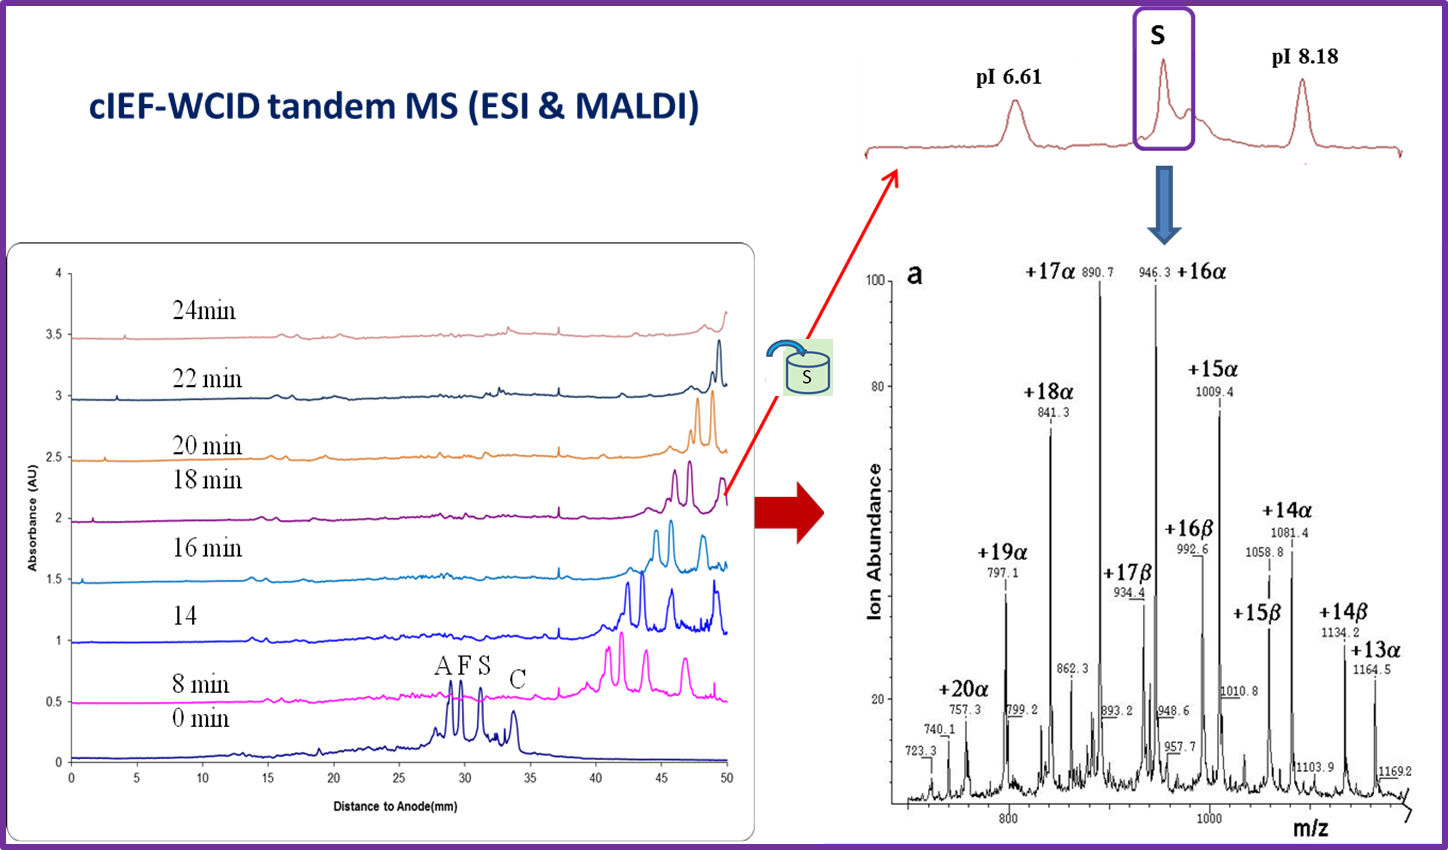 cIEF-WCID tandem MS (ESI & MALDI)
pI 6.61
S
pI 8.18
4
3.5
3
2.5
2
1.5
1
0.5
0
Absorbance (AU)
24min
22 min
20 min
18 min
16 min
14
8 min
0 min
A F S
C
0 5 10 15 20 25 30 35 40 45 50
Distance to Anode(mm)
S
a
100
80
20
Ion Abundance
+17α 890.7
946.3 +16α
+15α
1009.4
+18α
841.3
+14α
1081.4
+16β
992.6
1058.8
+19α
797.1
+17β
934.4
+15β
+14β
1134.2
+13α
1164.5
862.3
+20α
757.3
799.2
893.2
948.6
1010.8
740.1
723.3
957.7
1103.9
1169.2
800
1000
m/z